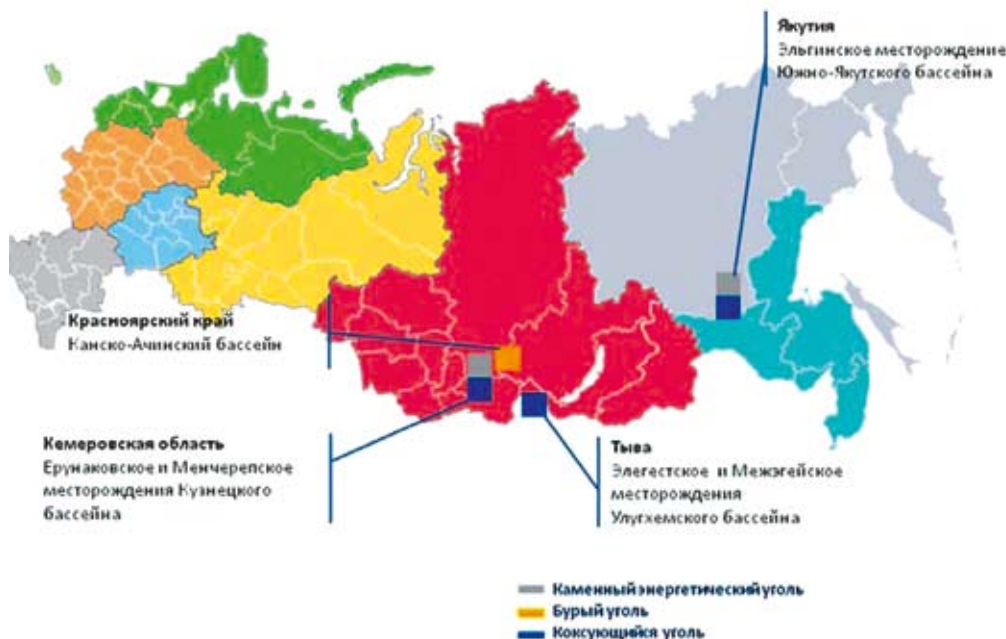 Якутия
Эльгинское месторождение
Южно-Якутского бассейна
Красноярский край
Канско-Ачинский бассейн
Кемеровская область
Ерунаковское и Менчерепское
месторождения Кузнецкого
бассейна
Тыва
Элегестское и Межэгейское
месторождения
Улугхемского бассейна
Каменный энергетический уголь
Бурый уголь
Коксующийся уголь